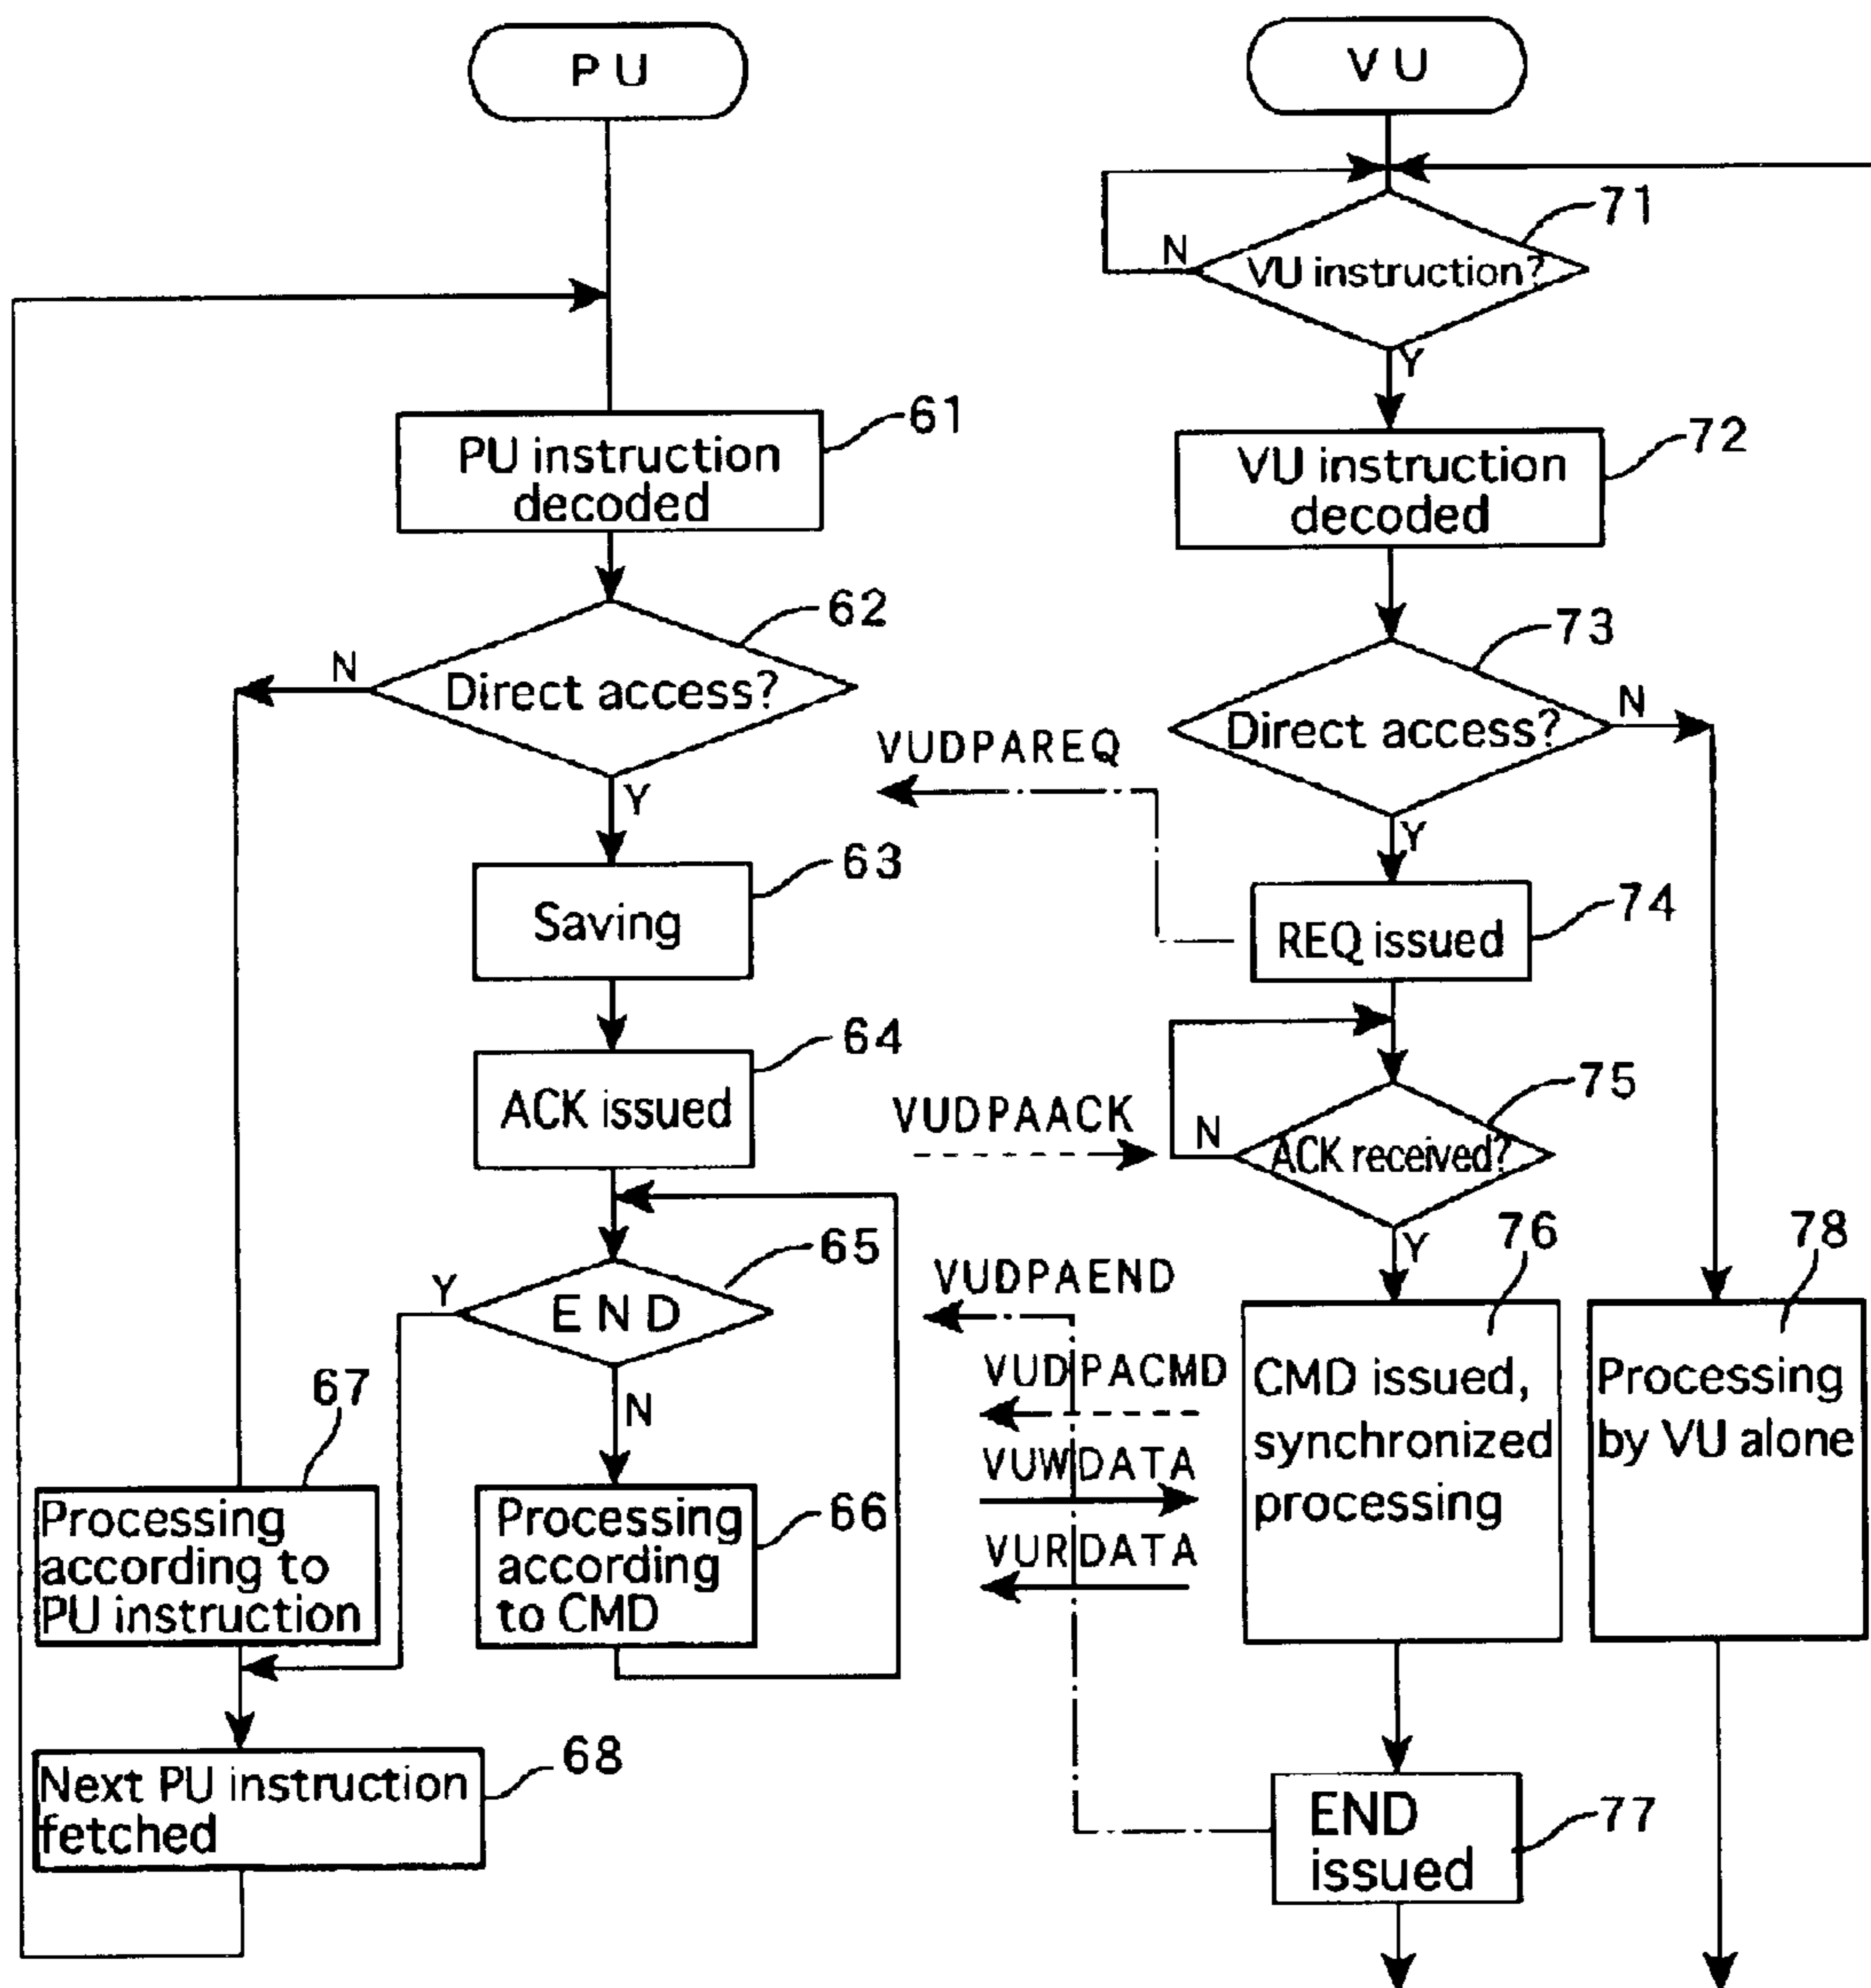 PU
PU instruction
decoded
61
Direct access?
62
N
Y
Saving
63
ACK issued
64
END
65
Y
N
Processing
according
to CMD
66
Processing
according to
PU instruction
67
Next PU instruction
fetched
68
VUDPAREQ
VUDPAACK
VUDPAEND
VUDPACMD
VUWDATA
VURDATA
VU
VU instruction?
71
N
Y
VU instruction
decoded
72
Direct access?
73
N
Y
REQ issued
74
ACK received?
75
N
Y
CMD issued,
synchronized
processing
76
Processing
by VU alone
78
END
issued
77